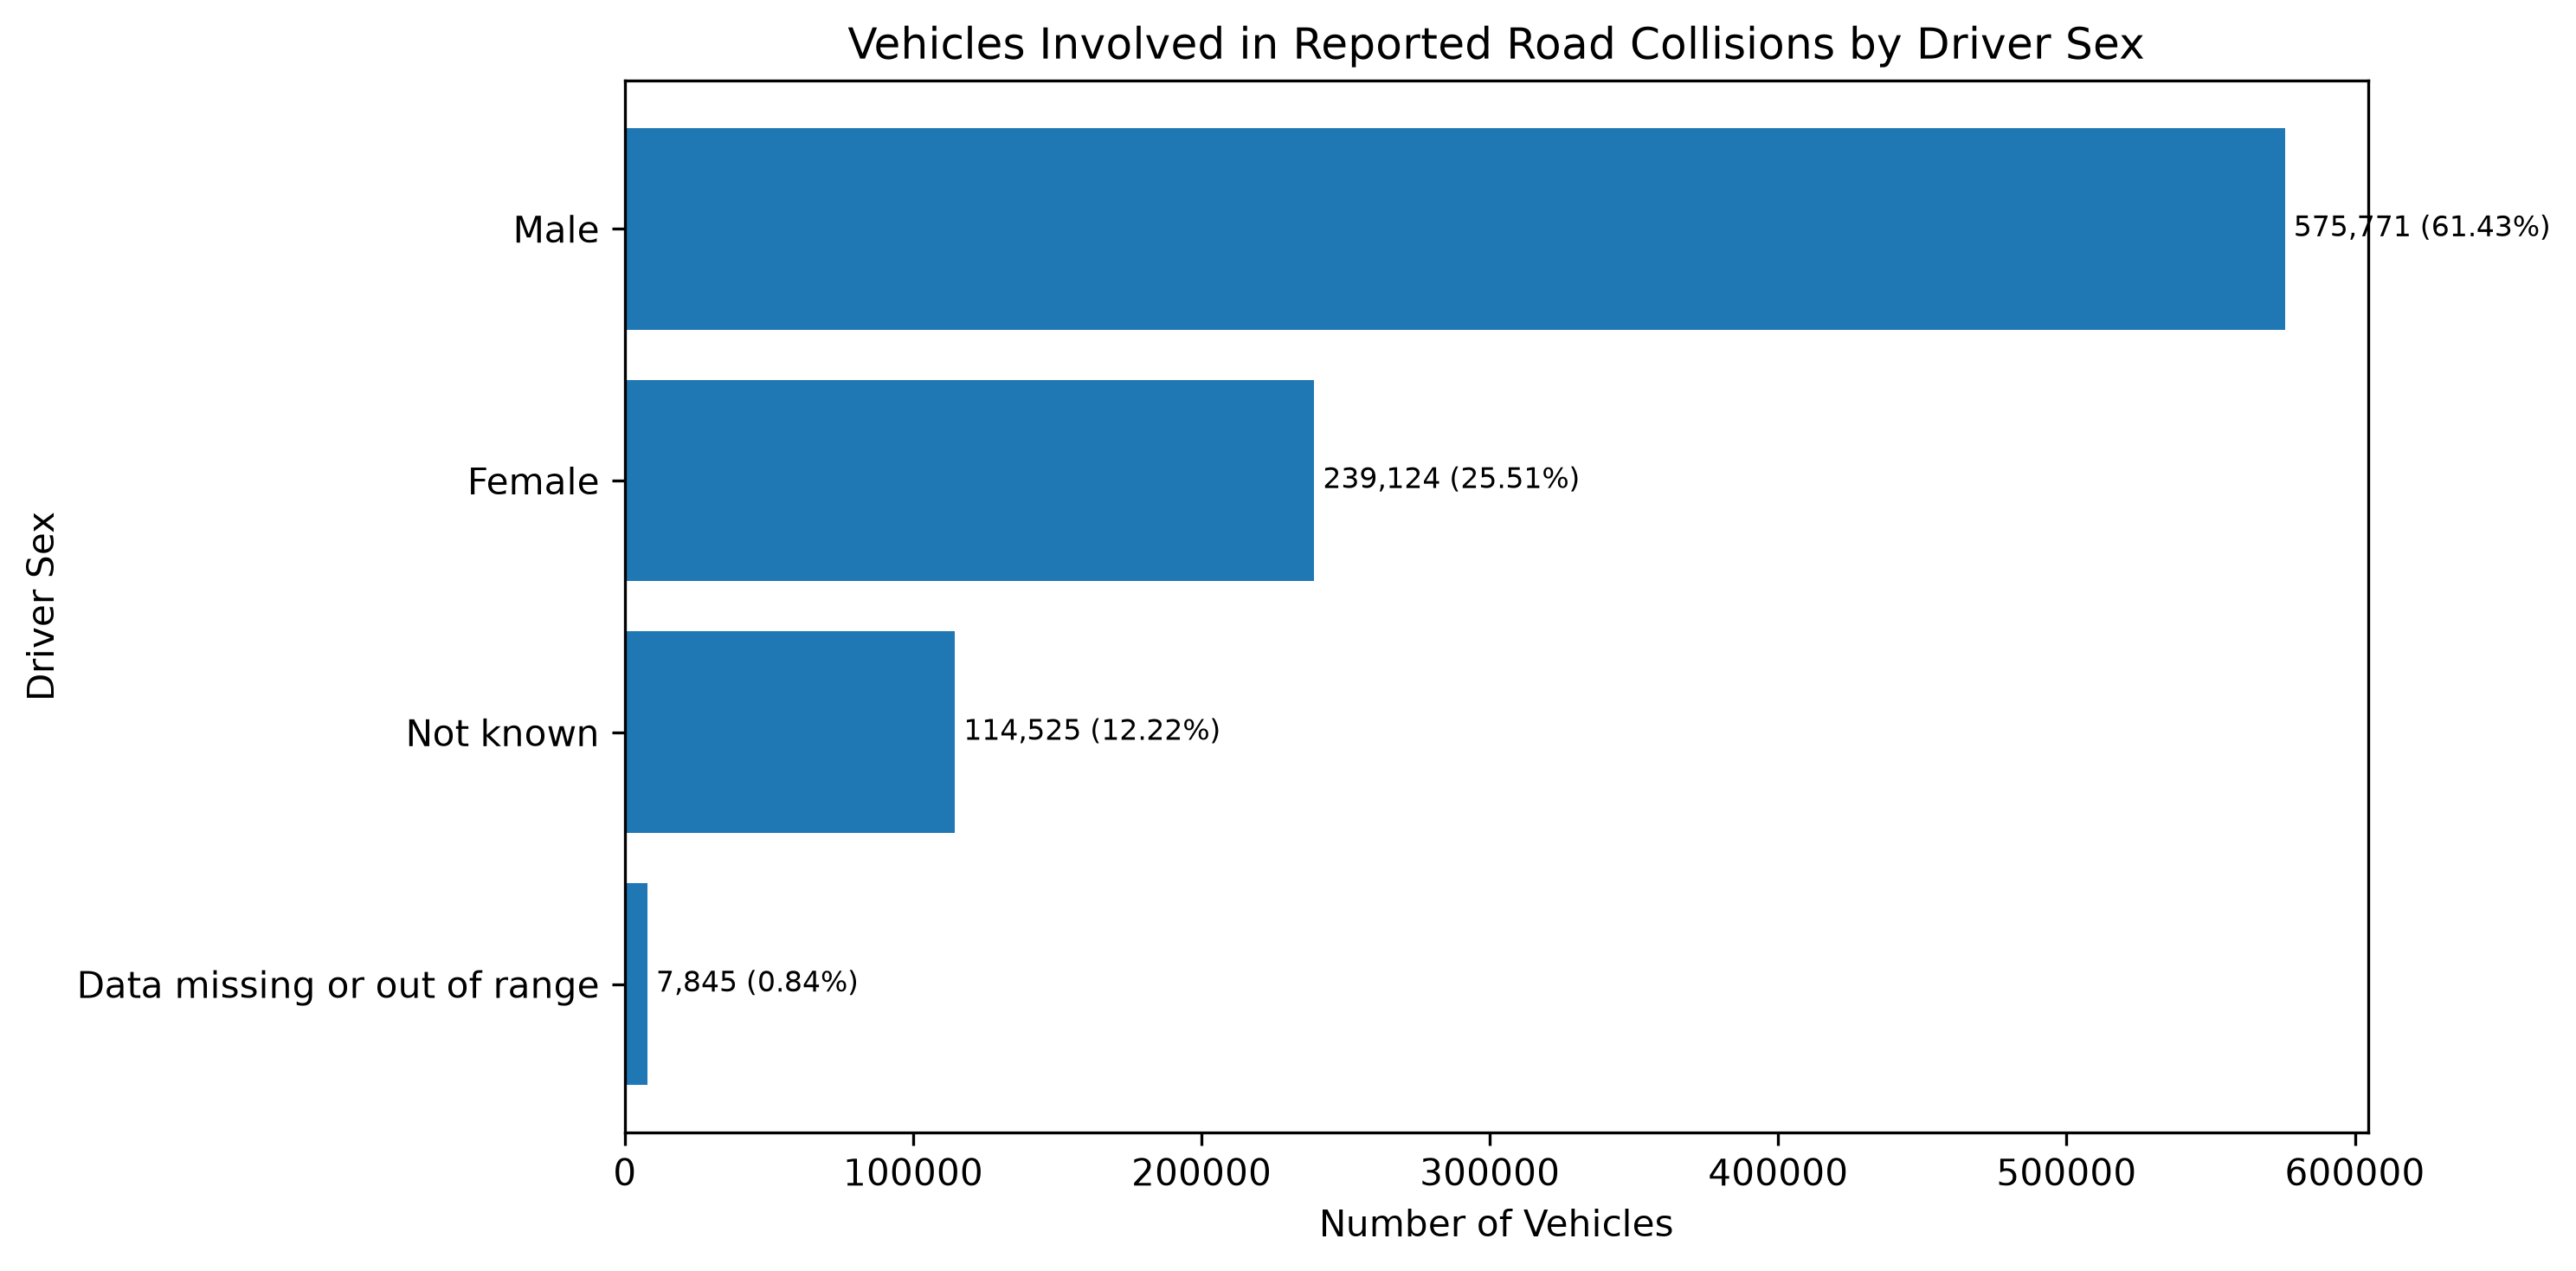 Vehicles Involved in Reported Road Collisions by Driver Sex
Driver Sex
Male
575,771 (61.43%)
Female
239,124 (25.51%)
Not known
114,525 (12.22%)
Data missing or out of range
7,845 (0.84%)
0 100000 200000 300000 400000 500000 600000
Number of Vehicles